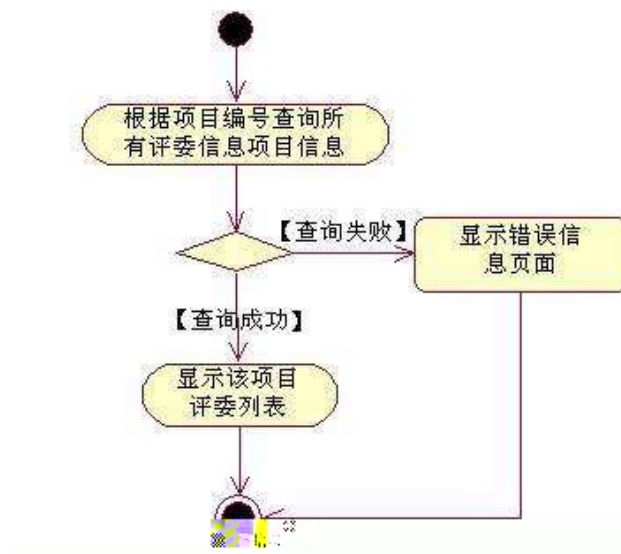 根据项目编号查询所
有评委信息项目信息
【查询失败】
显示错误信
息页面
【查询成功】
显示该项目
评委列表